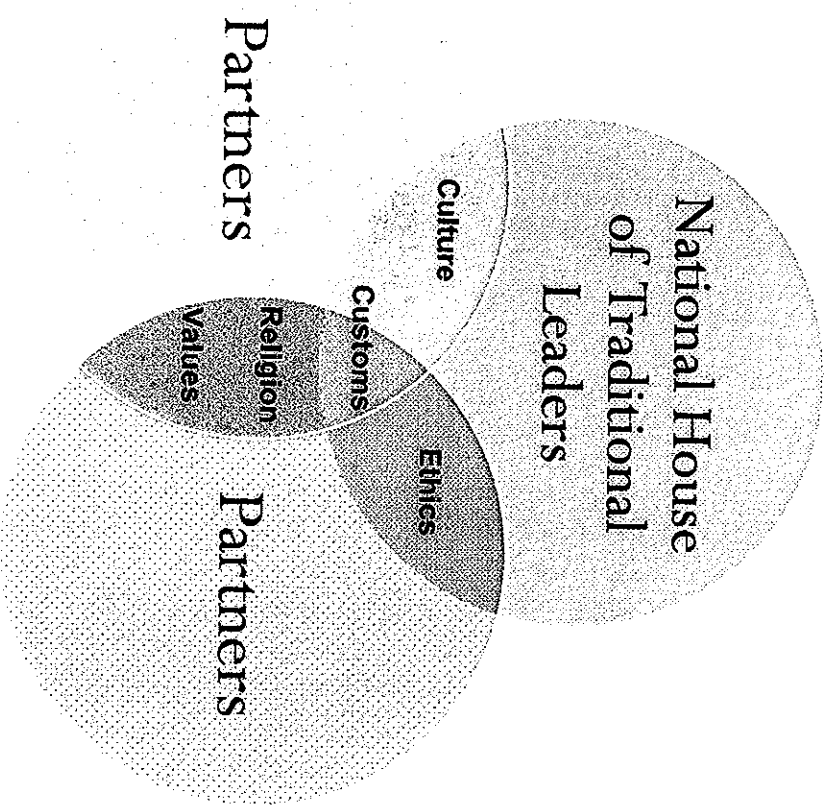 National House
of Traditional
Leaders
Culture
Ethics
Customs
Religion
Values
Partners
Partners